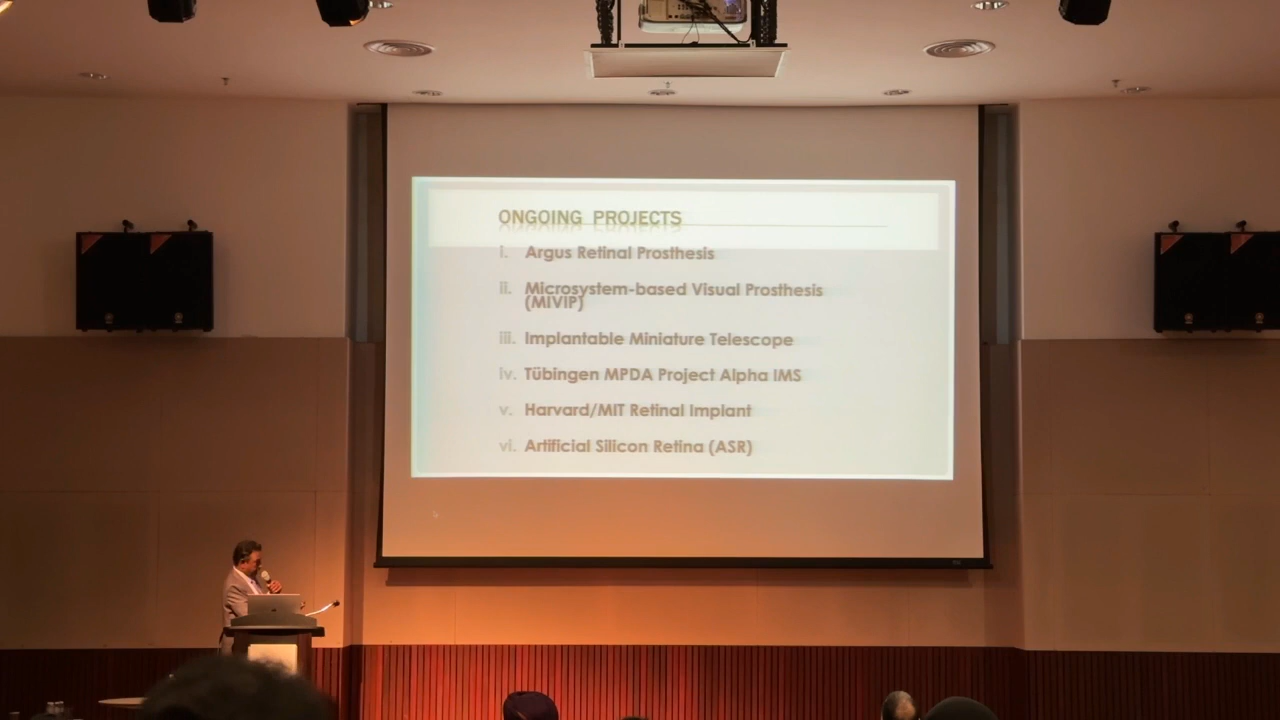 ONGOING PROJECTS
i. Argus Retinal Prosthesis
ii. Microsystem-based Visual Prosthesis
(MIVIP)
iii. Implantable Miniature Telescope
iv. Tübingen MPDA Project Alpha IMS
v. Harvard/MIT Retinal Implant
vi. Artificial Silicon Retina (ASR)